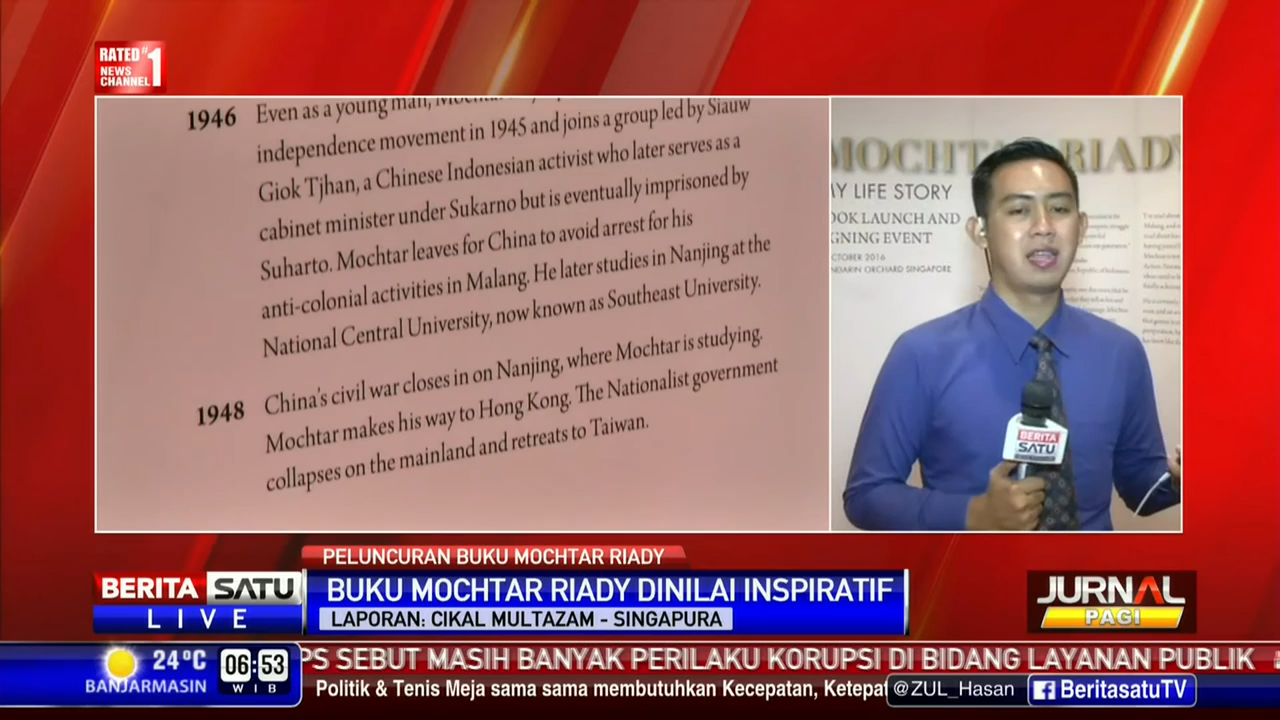 RATED #1
NEWS
CHANNEL
1946 Even as a young man,
independence movement in 1945 and joins a group led by Siauw
Giok Tjhan, a Chinese Indonesian activist who later serves as a
cabinet minister under Sukarno but is eventually imprisoned by
Suharto. Mochtar leaves for China to avoid arrest for his
anti-colonial activities in Malang. He later studies in Nanjing at the
National Central University, now known as Southeast University.
1948 China's civil war closes in on Nanjing, where Mochtar is studying.
Mochtar makes his way to Hong Kong. The Nationalist government
collapses on the mainland and retreats to Taiwan.
MOCHTAR RIADY
MY LIFE STORY
OOK LAUNCH AND
GNING EVENT
CTOBER 2016
NDARIN ORCHARD SINGAPORE
BERITA
SATU
PELUNCURAN BUKU MOCHTAR RIADY
BERITA SATU
LIVE
BUKU MOCHTAR RIADY DINILAI INSPIRATIF
LAPORAN: CIKAL MULTAZAM - SINGAPURA
JURNAL
PAGI
24°C
BANJARMASIN
06:53
WIB
PS SEBUT MASIH BANYAK PERILAKU KORUPSI DI BIDANG LAYANAN PUBLIK
Politik & Tenis Meja sama sama membutuhkan Kecepatan, Ketepat
@ZUL_Hasan
BeritasatuTV